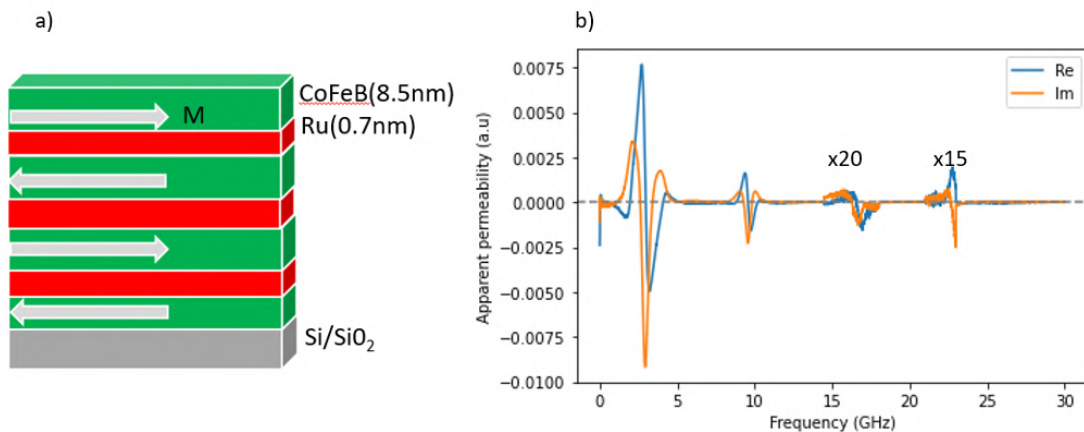 a)
M
CoFeB(8.5nm)
Ru(0.7nm)
Si/SiO2
b)
Apparent permeability (a.u)
0.0075
0.0050
0.0025
0.0000
−0.0025
−0.0050
−0.0075
−0.0100
x20
x15
Re
Im
0 5 10 15 20 25 30
Frequency (GHz)